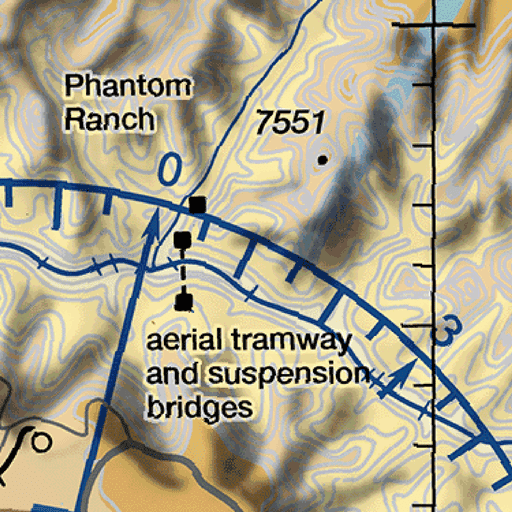 Phantom
Ranch
7551
0
3
aerial tramway
and suspension
bridges